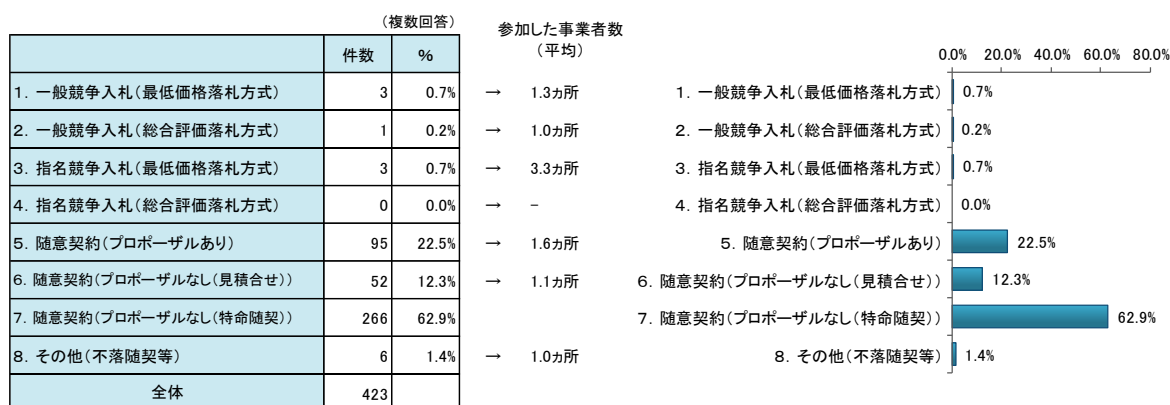 （複数回答）
参加した事業者数
（平均）
件数 %
1．一般競争入札（最低価格落札方式） 3 0.7% → 1.3ヵ所
2．一般競争入札（総合評価落札方式） 1 0.2% → 1.0ヵ所
3．指名競争入札（最低価格落札方式） 3 0.7% → 3.3ヵ所
4．指名競争入札（総合評価落札方式） 0 0.0% → −
5．随意契約（プロポーザルあり） 95 22.5% → 1.6ヵ所
6．随意契約（プロポーザルなし（見積合せ）） 52 12.3% → 1.1ヵ所
7．随意契約（プロポーザルなし（特命随契）） 266 62.9%
8．その他（不落随契等） 6 1.4% → 1.0ヵ所
全体 423
0.0% 20.0% 40.0% 60.0% 80.0%
1．一般競争入札（最低価格落札方式） 0.7%
2．一般競争入札（総合評価落札方式） 0.2%
3．指名競争入札（最低価格落札方式） 0.7%
4．指名競争入札（総合評価落札方式） 0.0%
5．随意契約（プロポーザルあり） 22.5%
6．随意契約（プロポーザルなし（見積合せ）） 12.3%
7．随意契約（プロポーザルなし（特命随契）） 62.9%
8．その他（不落随契等） 1.4%